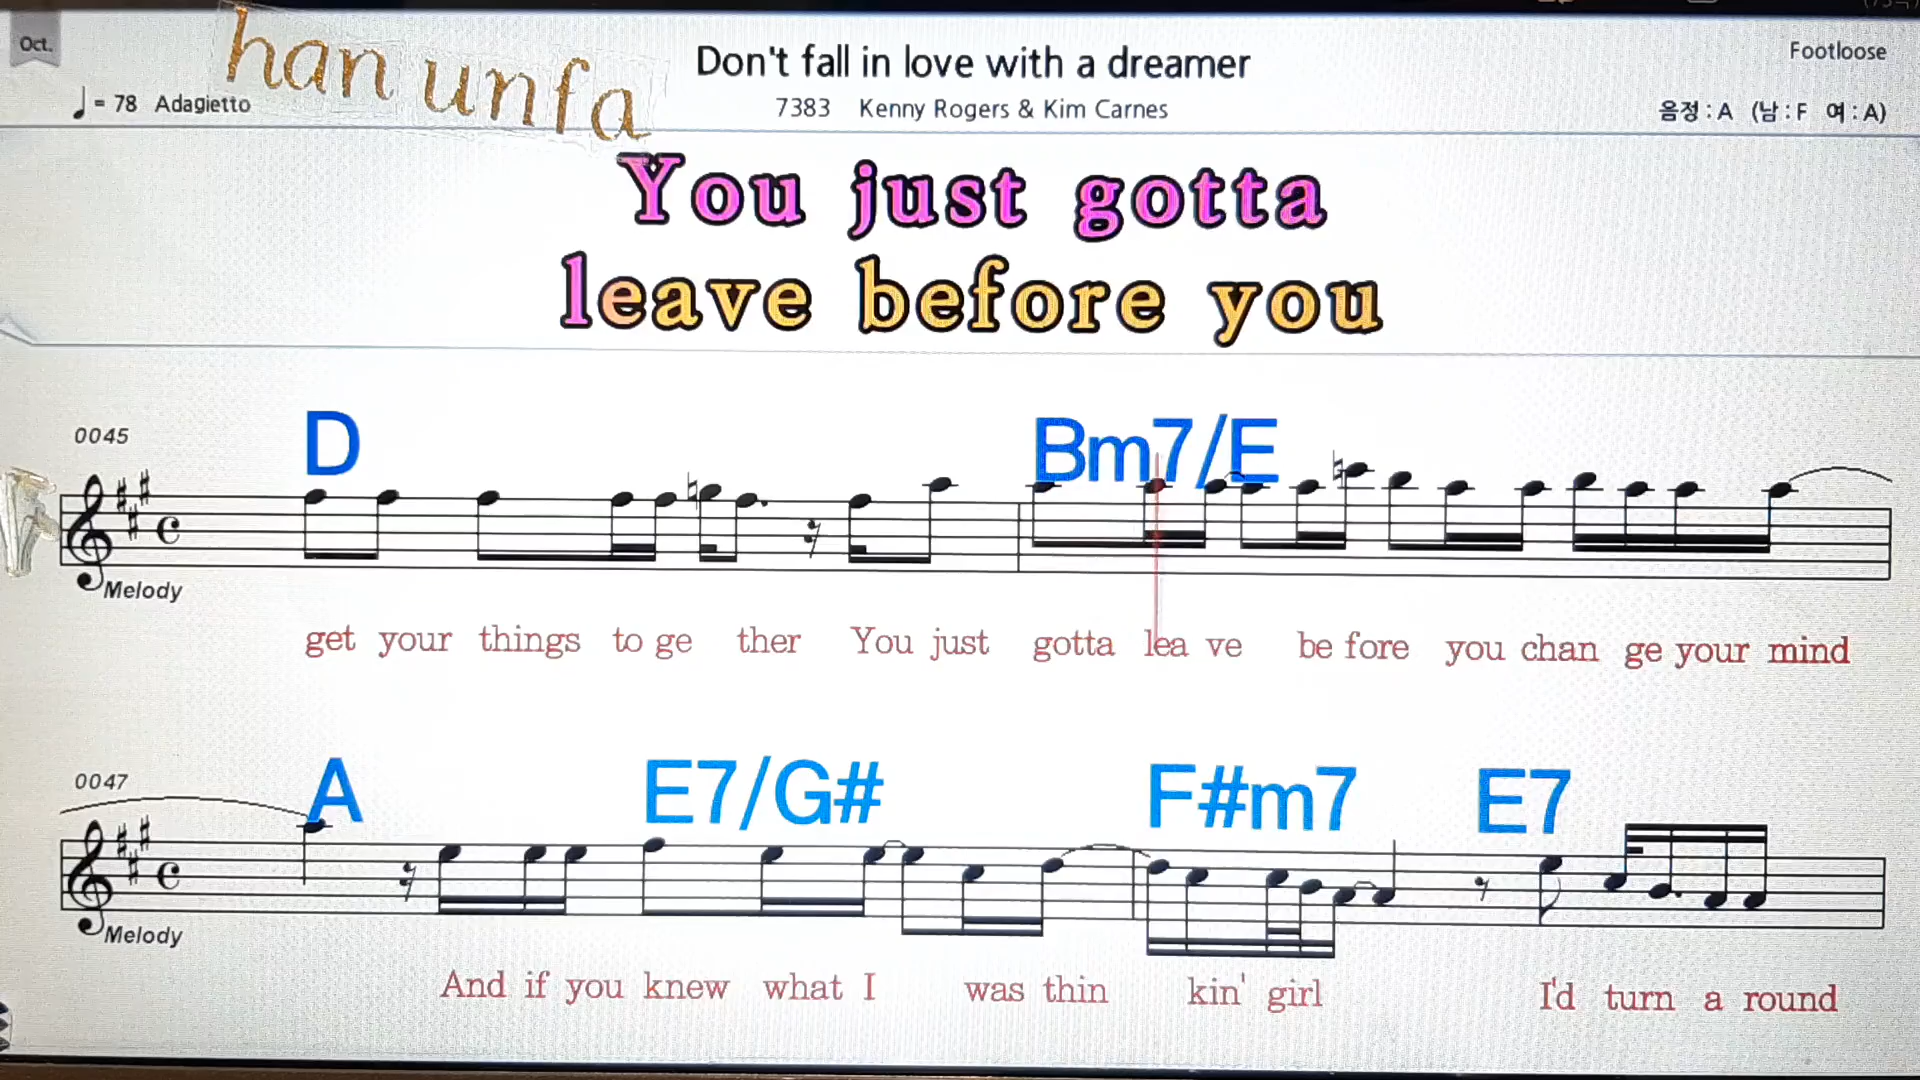 Oct.
han unfa
Don't fall in love with a dreamer
Footloose
♩ = 78 Adagietto
7383 Kenny Rogers & Kim Carnes
음정 : A (남 : F 여 : A)
You just gotta
leave before you
0045
D Bm7/E
Melody
get your things to ge ther You just gotta lea ve be fore you chan ge your mind
0047
A E7/G# F#m7 E7
Melody
And if you knew what I was thin kin' girl I'd turn a round